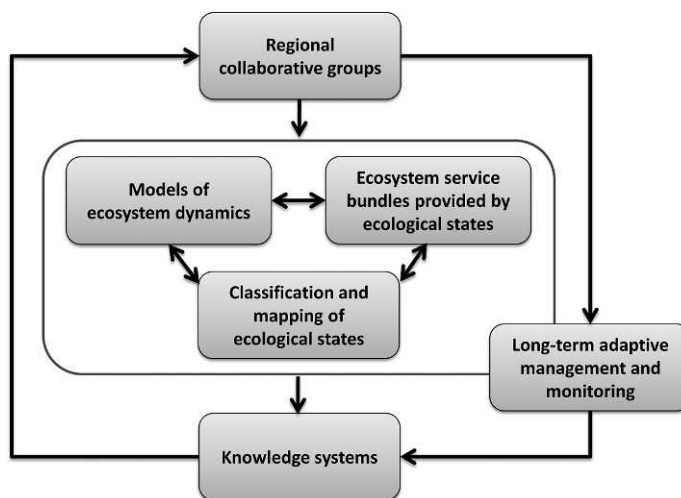 Regional
collaborative groups
Models of
ecosystem dynamics
Ecosystem service
bundles provided by
ecological states
Classification and
mapping of
ecological states
Long-term adaptive
management and
monitoring
Knowledge systems